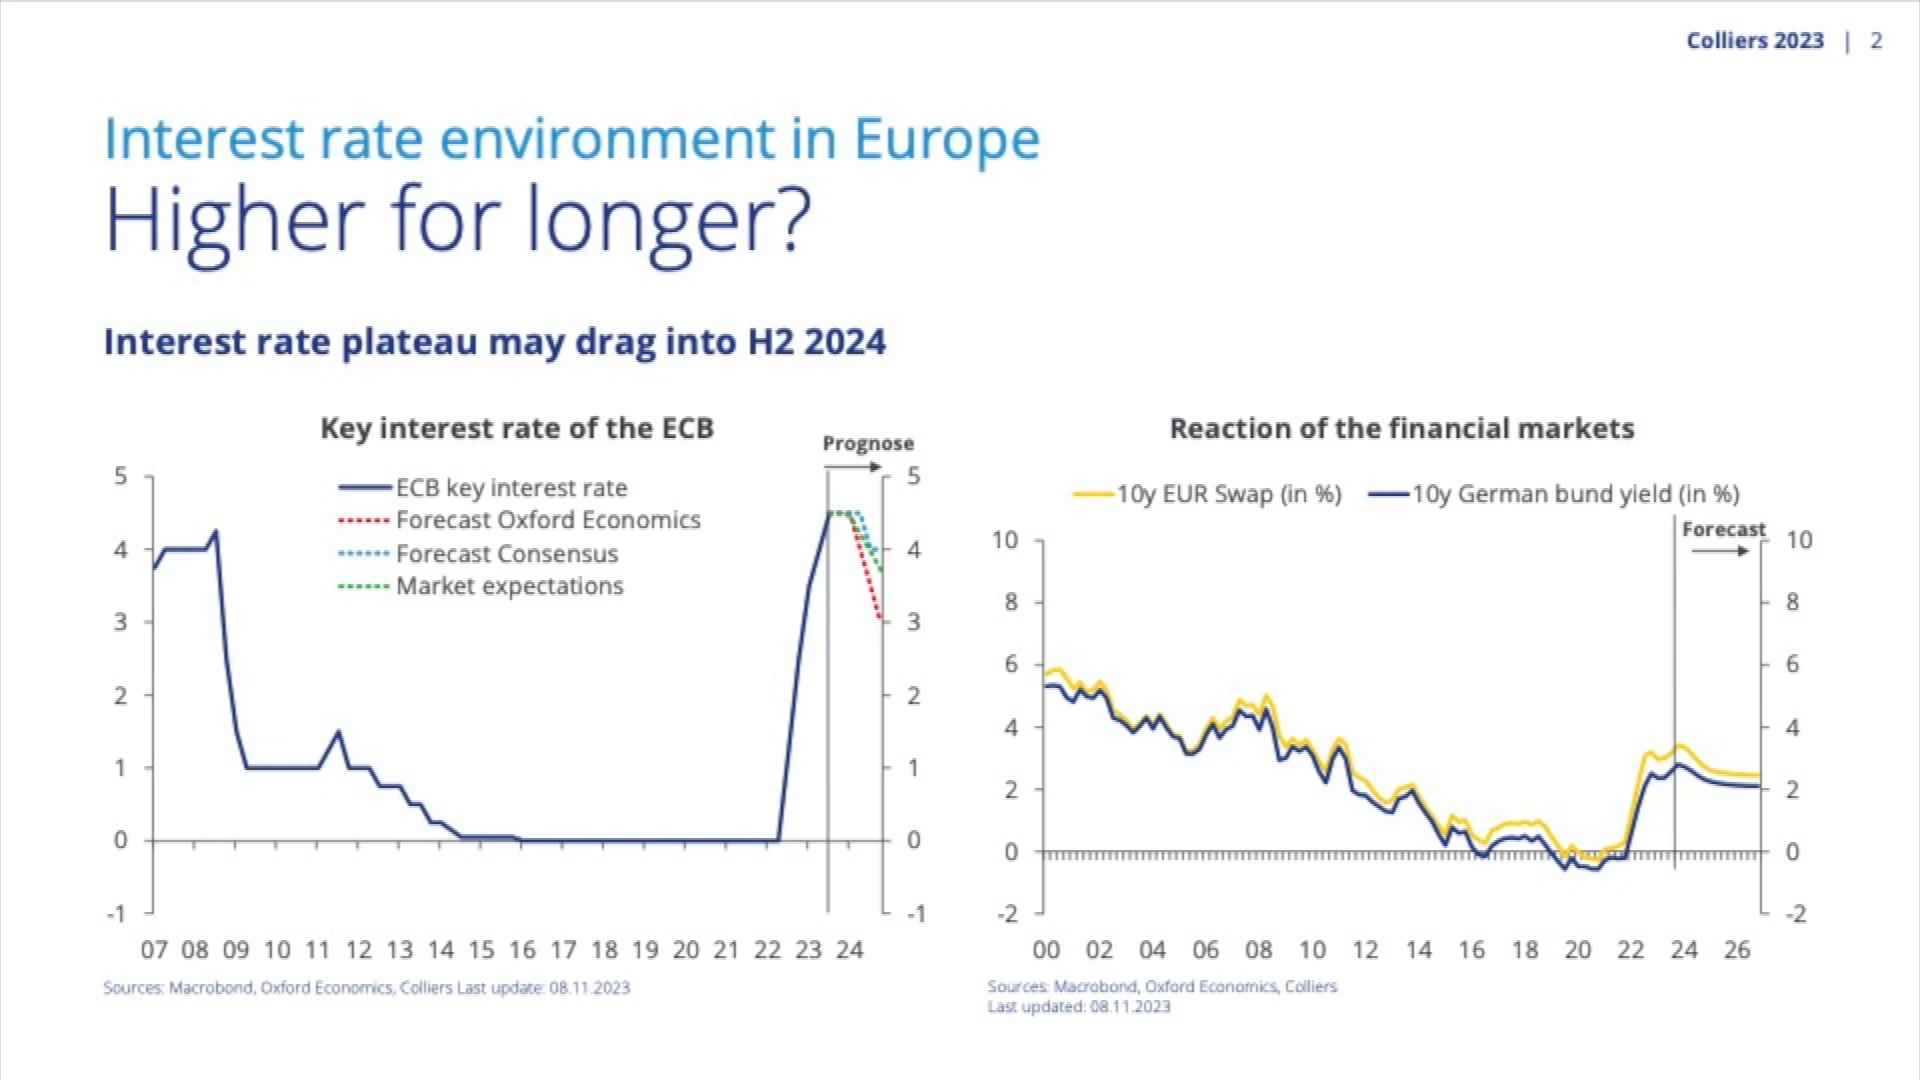 Colliers 2023 | 2
Interest rate environment in Europe
Higher for longer?
Interest rate plateau may drag into H2 2024
Key interest rate of the ECB
Prognose
ECB key interest rate
Forecast Oxford Economics
Forecast Consensus
Market expectations
5 5
4 4
3 3
2 2
1 1
0 0
-1 -1
07 08 09 10 11 12 13 14 15 16 17 18 19 20 21 22 23 24
Sources: Macrobond, Oxford Economics, Colliers Last update: 08.11.2023
Reaction of the financial markets
10y EUR Swap (in %) 10y German bund yield (in %)
Forecast
10 10
8 8
6 6
4 4
2 2
0 0
-2 -2
00 02 04 06 08 10 12 14 16 18 20 22 24 26
Sources: Macrobond, Oxford Economics, Colliers
Last updated: 08.11.2023